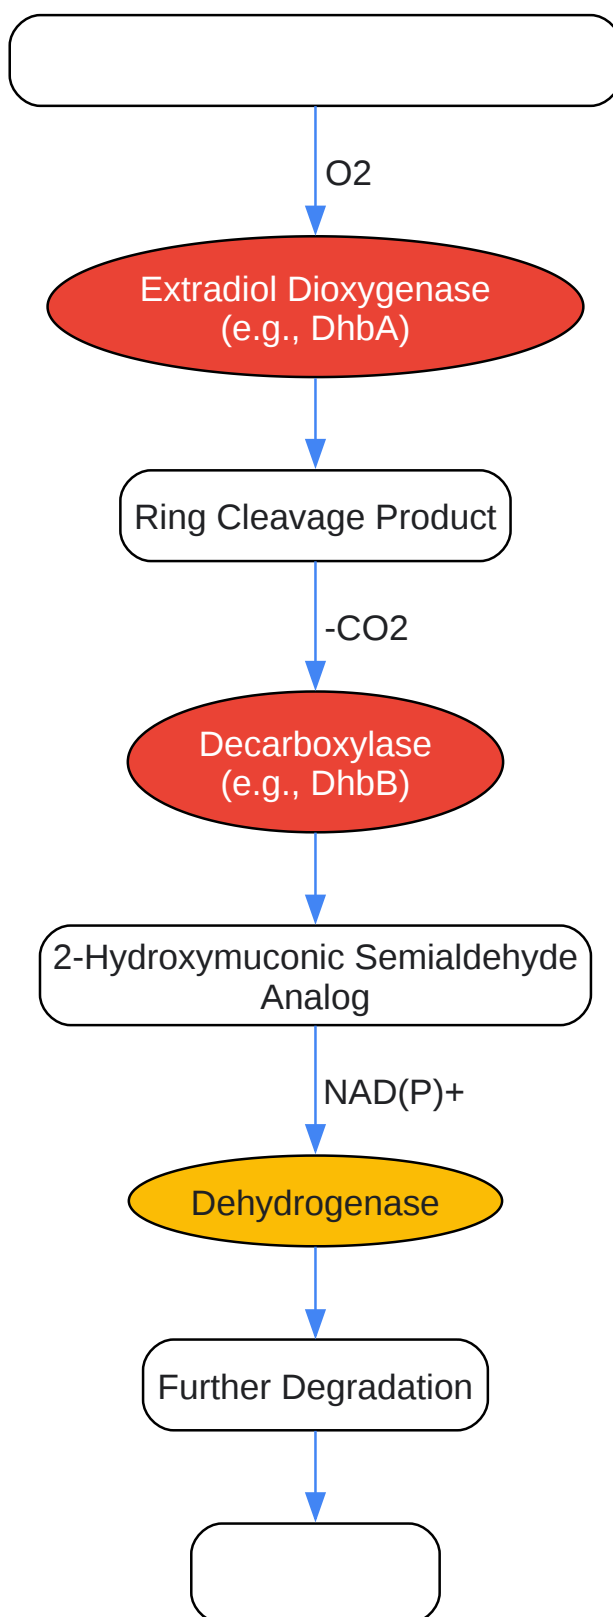 O2
Extradiol Dioxygenase
(e.g., DhbA)
Ring Cleavage Product
-CO2
Decarboxylase
(e.g., DhbB)
2-Hydroxymuconic Semialdehyde
Analog
NAD(P)+
Dehydrogenase
Further Degradation